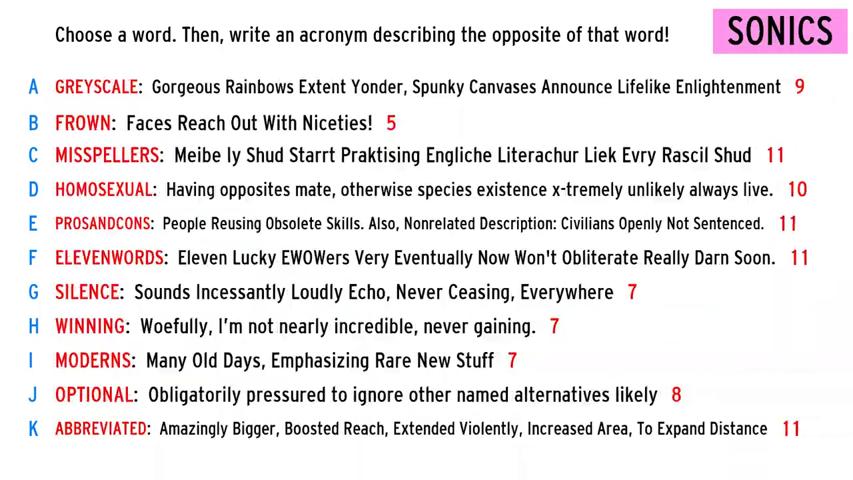 Choose a word. Then, write an acronym describing the opposite of that word!
SONICS
A GREYSCALE: Gorgeous Rainbows Extent Yonder, Spunky Canvases Announce Lifelike Enlightenment 9
B FROWN: Faces Reach Out With Niceties! 5
C MISSPELLERS: Meibe Iy Shud Starrt Praktising Engliche Literachur Liek Evry Rascil Shud 11
D HOMOSEXUAL: Having opposites mate, otherwise species existence x-tremely unlikely always live. 10
E PROSANDCONS: People Reusing Obsolete Skills. Also, Nonrelated Description: Civilians Openly Not Sentenced. 11
F ELEVENWORDS: Eleven Lucky EWOWers Very Eventually Now Won't Obliterate Really Darn Soon. 11
G SILENCE: Sounds Incessantly Loudly Echo, Never Ceasing, Everywhere 7
H WINNING: Woefully, I'm not nearly incredible, never gaining. 7
I MODERNS: Many Old Days, Emphasizing Rare New Stuff 7
J OPTIONAL: Obligatorily pressured to ignore other named alternatives likely 8
K ABBREVIATED: Amazingly Bigger, Boosted Reach, Extended Violently, Increased Area, To Expand Distance 11